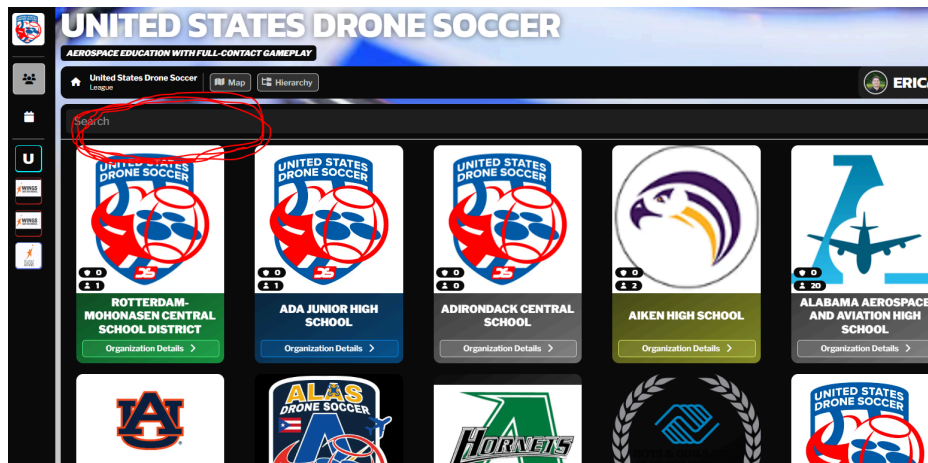 UNITED STATES DRONE SOCCER
AEROSPACE EDUCATION WITH FULL-CONTACT GAMEPLAY
United States Drone Soccer
League
Map
Hierarchy
ERIC
Search
U
WINGS
WINGS
UNITED STATES
DRONE SOCCER
UNITED STATES
DRONE SOCCER
UNITED STATES
DRONE SOCCER
0
1
0
1
0
0
0
2
0
20
ROTTERDAM-
MOHONASEN CENTRAL
SCHOOL DISTRICT
ADA JUNIOR HIGH
SCHOOL
ADIRONDACK CENTRAL
SCHOOL
AIKEN HIGH SCHOOL
ALABAMA AEROSPACE
AND AVIATION HIGH
SCHOOL
Organization Details
Organization Details
Organization Details
Organization Details
Organization Details
AU
ALAS
DRONE SOCCER
HORNETS
UNITED STATES
DRONE SOCCER